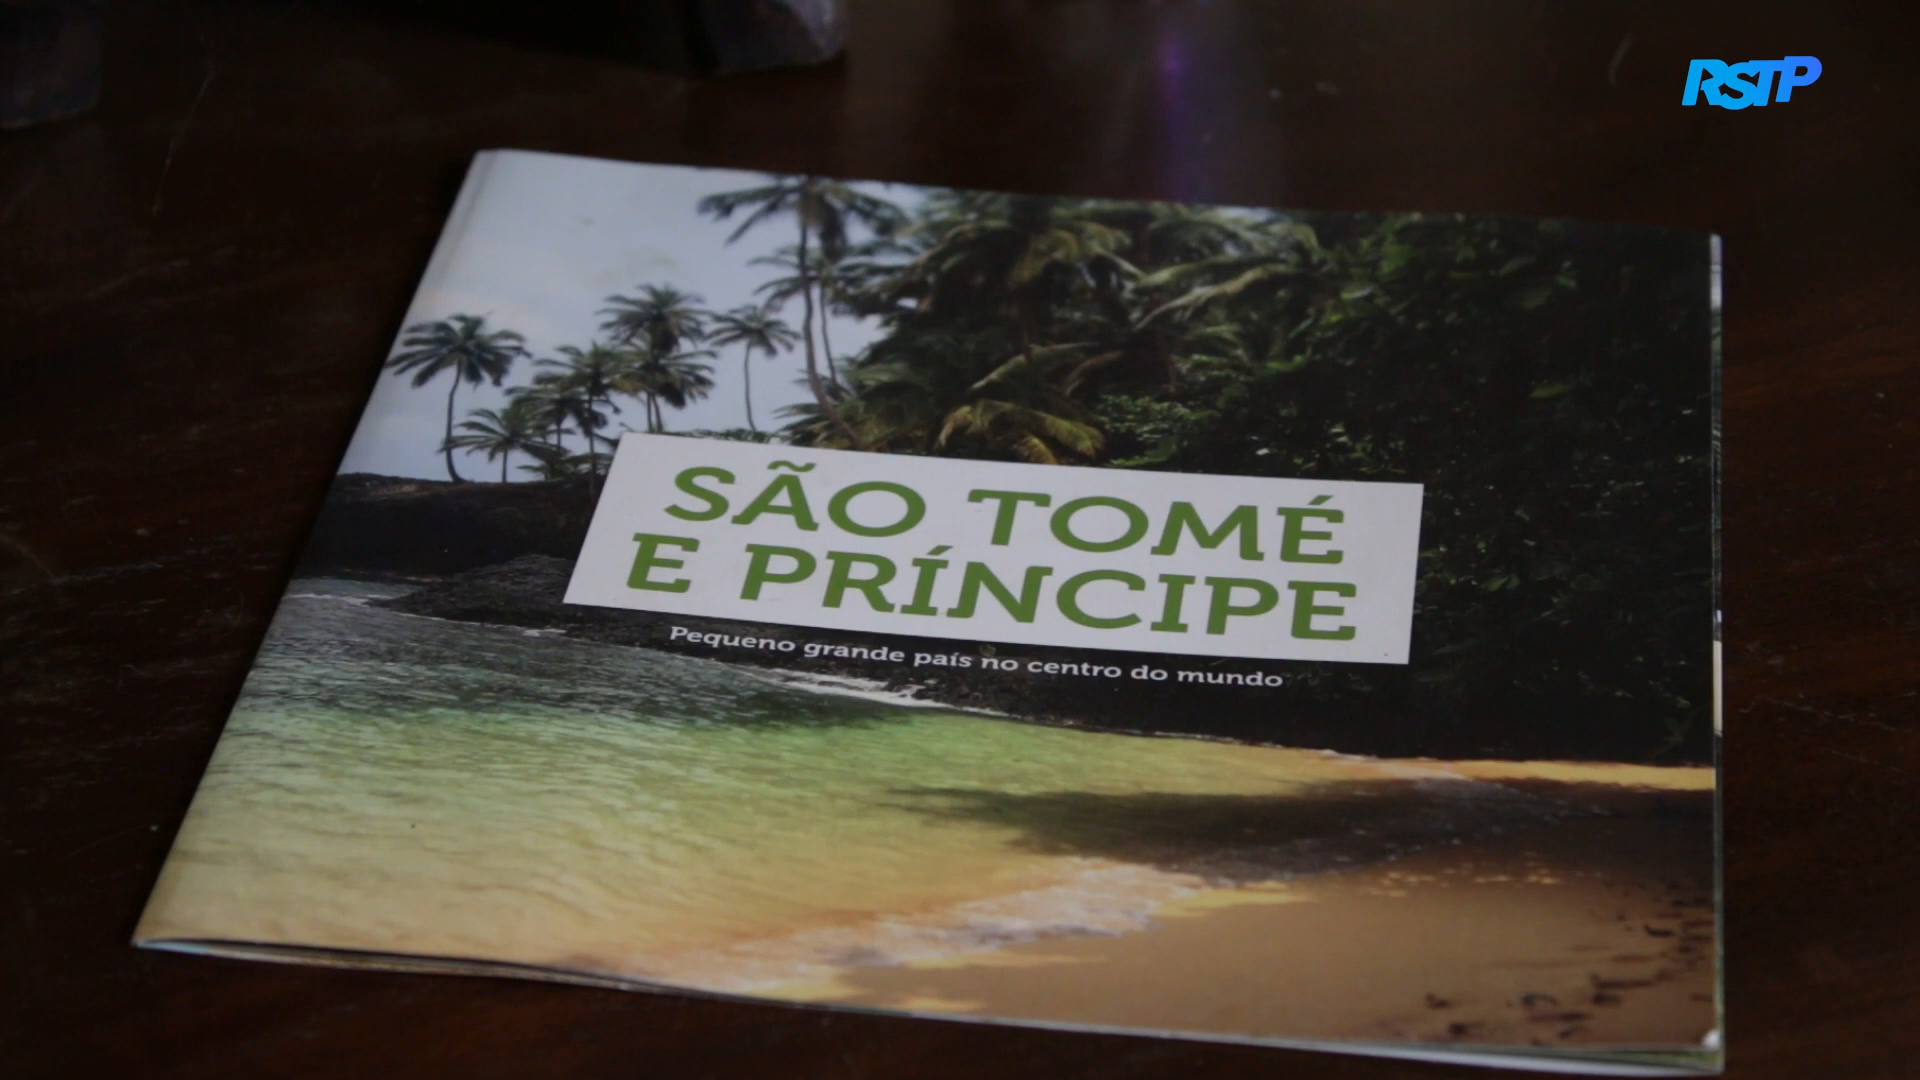 RSTP
SÃO TOMÉ
E PRÍNCIPE
Pequeno grande país no centro do mundo